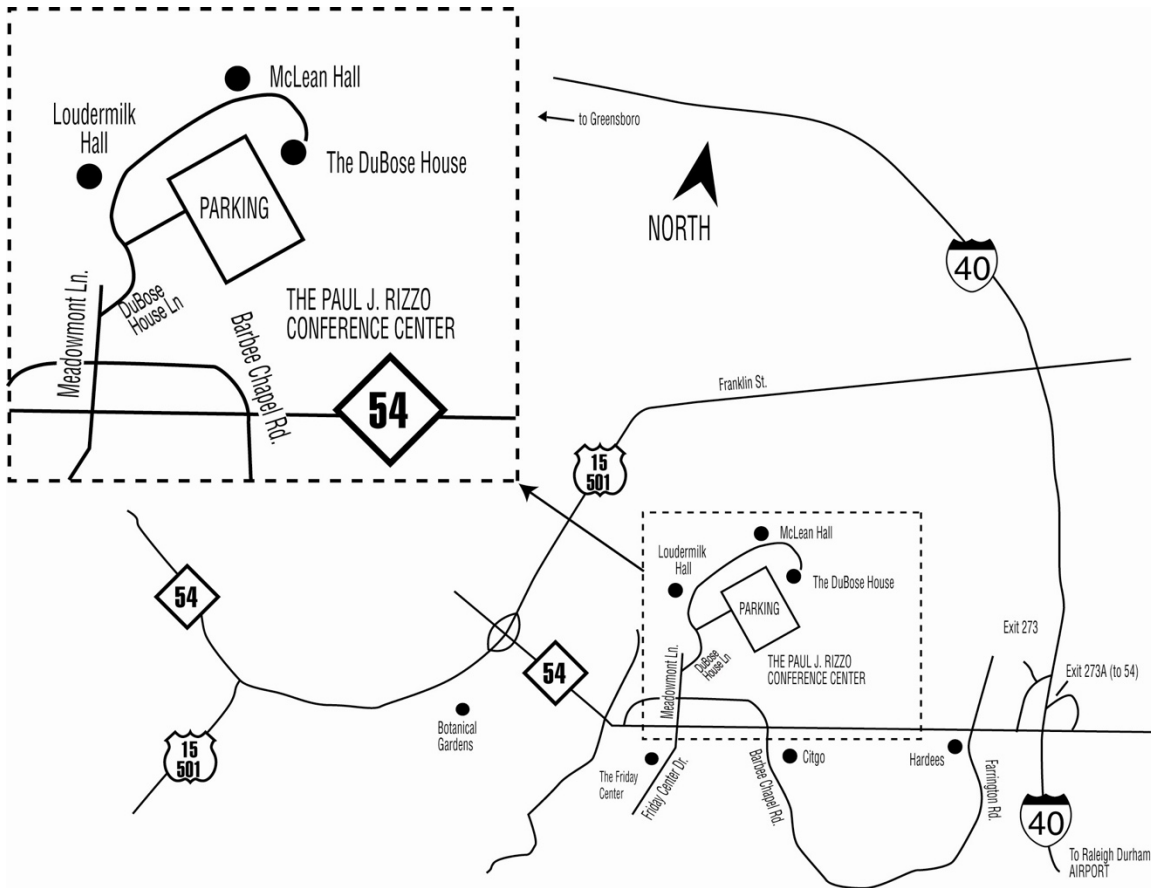 McLean Hall
Loudermilk
Hall
The DuBose House
PARKING
Meadowmont Ln.
DuBose
House Ln
THE PAUL J. RIZZO
CONFERENCE CENTER
Barbee Chapel Rd.
54
to Greensboro
NORTH
40
Franklin St.
15
501
McLean Hall
Loudermilk
Hall
The DuBose House
PARKING
DuBose
House Ln
THE PAUL J. RIZZO
CONFERENCE CENTER
Meadowmont Ln.
54
54
15
501
Botanical
Gardens
The Friday
Center
Friday Center Dr.
Barbee Chapel Rd.
Citgo
Hardees
Farrington Rd.
Exit 273
Exit 273A (to 54)
40
To Raleigh Durham
AIRPORT